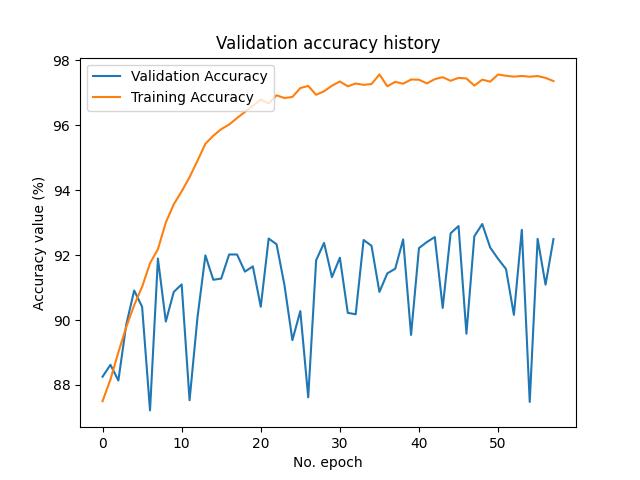 Validation accuracy history
Validation Accuracy
Training Accuracy
98
96
94
92
90
88
Accuracy value (%)
0 10 20 30 40 50
No. epoch